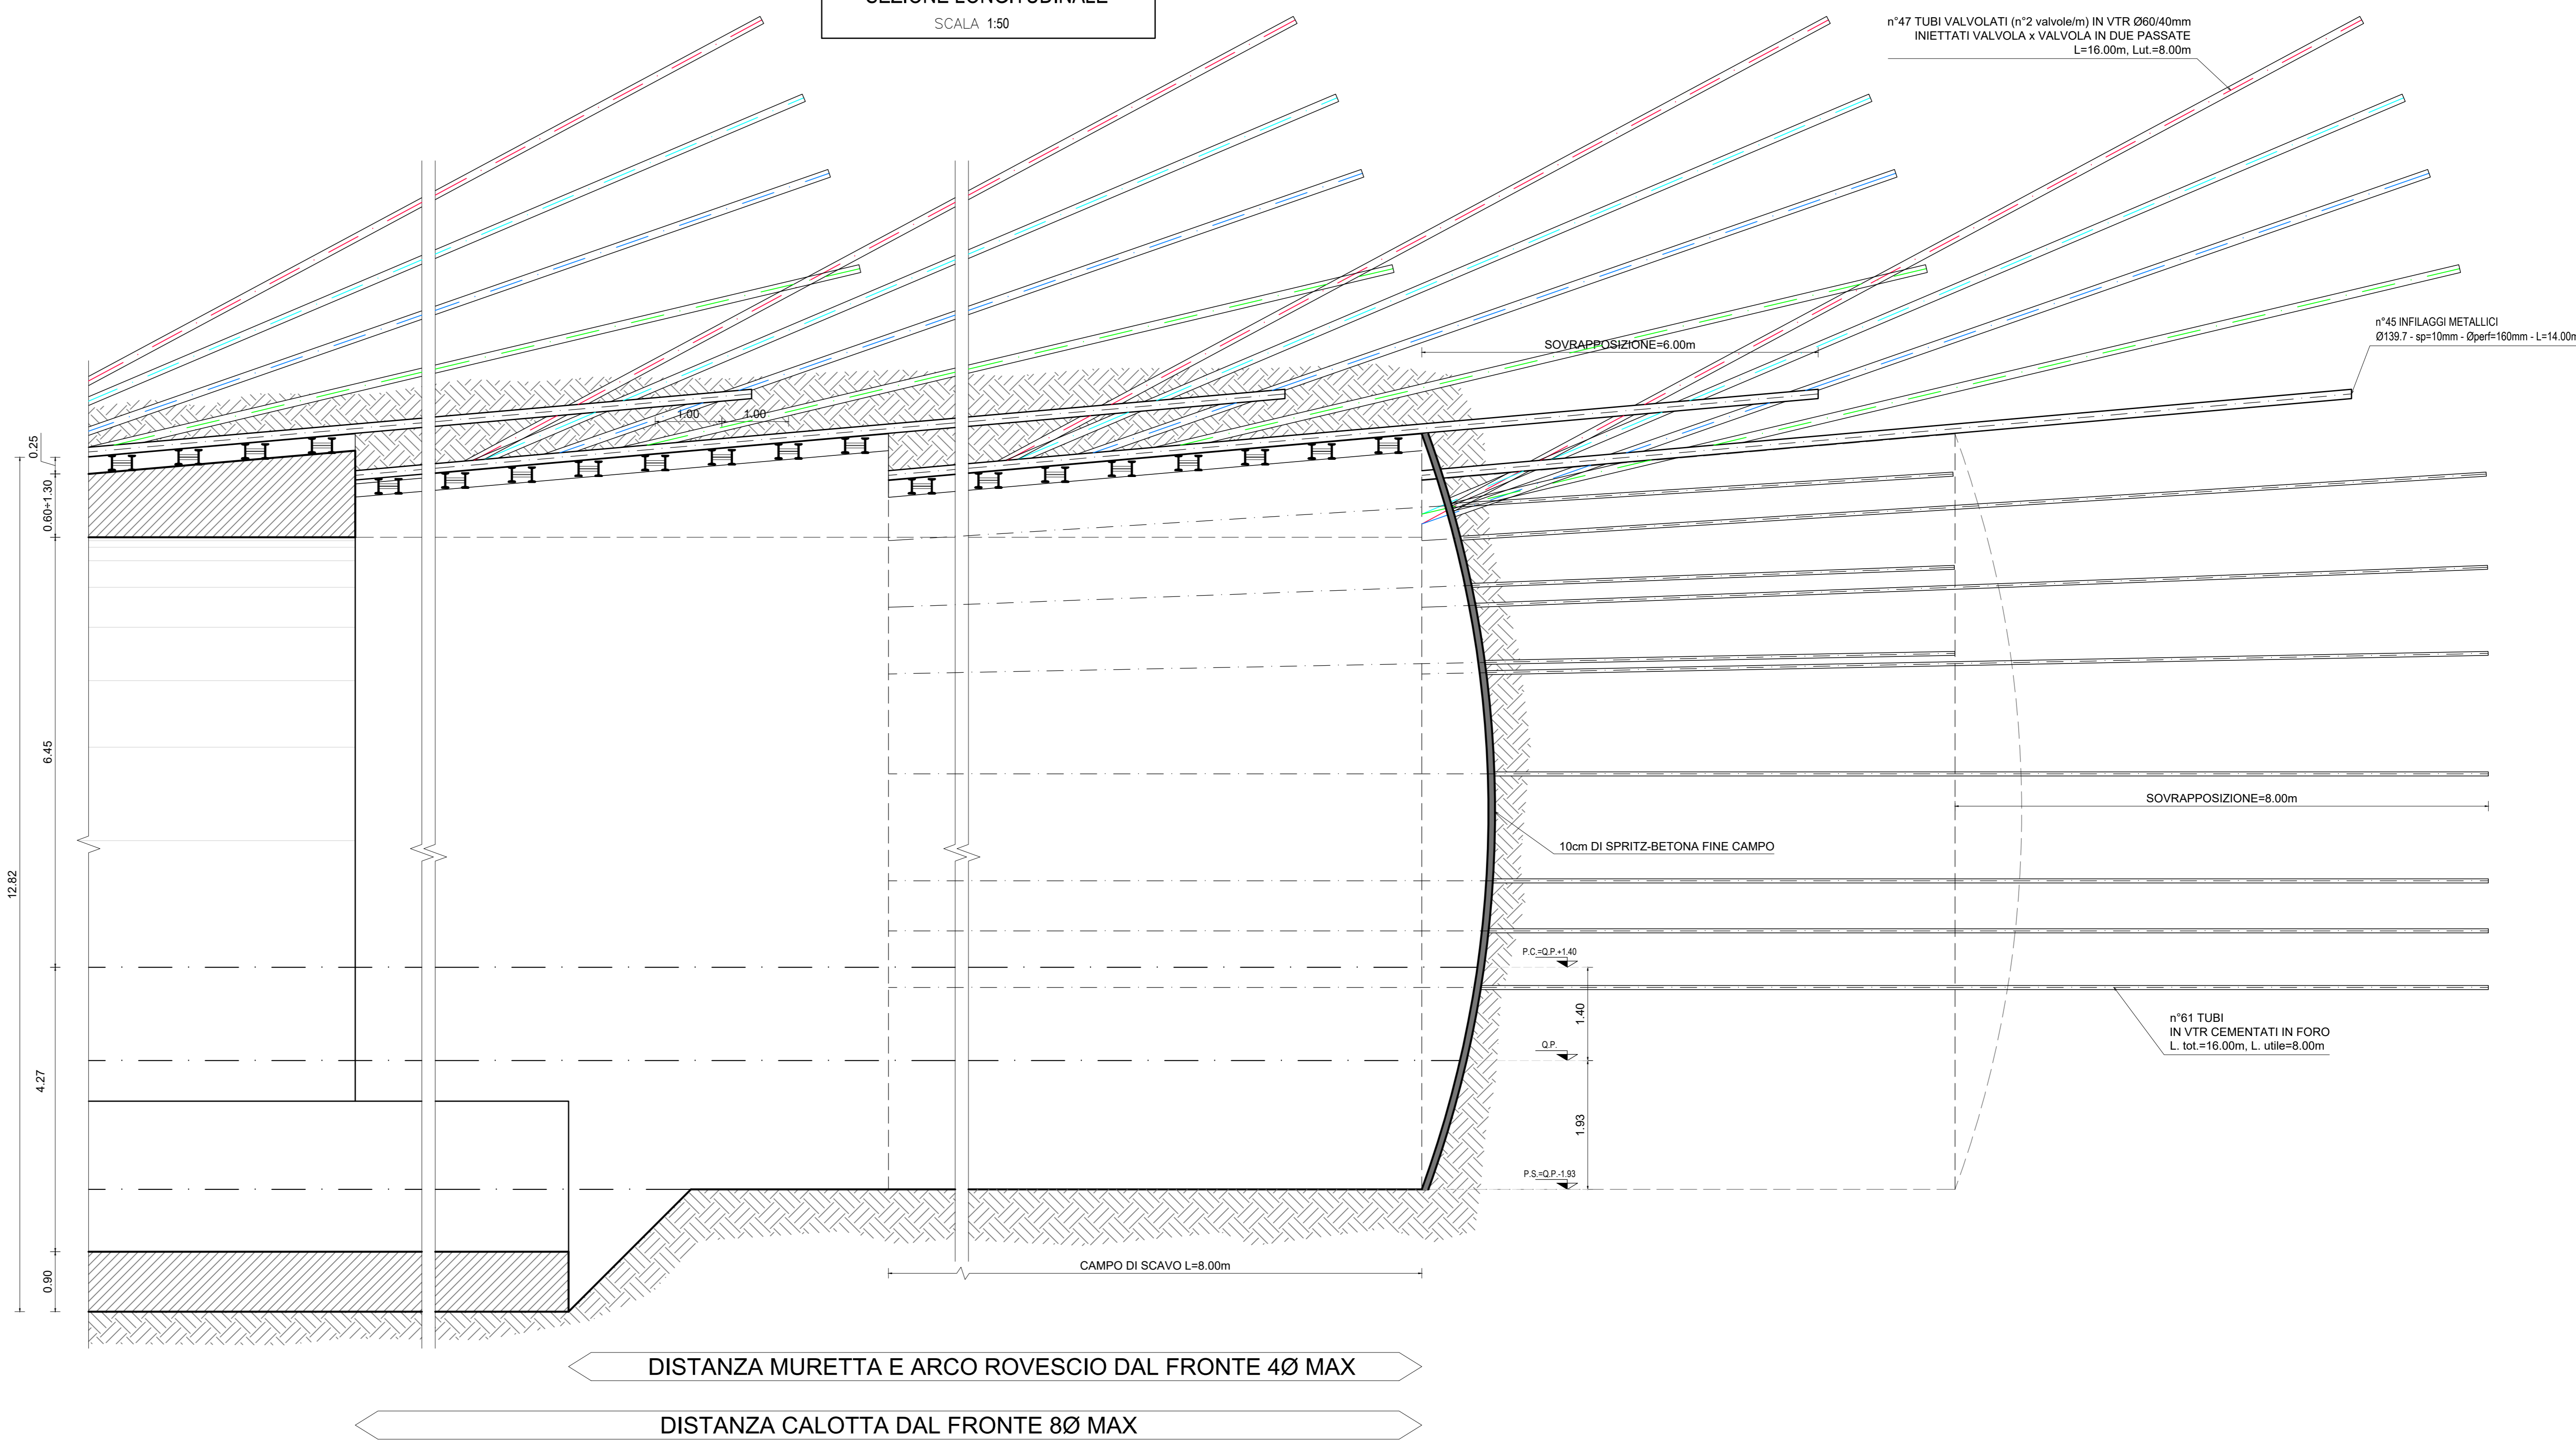 SEZIONE LONGITUDINALE
SCALA 1:50
n°47 TUBI VALVOLATI (n°2 valvole/m) IN VTR Ø60/40mm
INIETTATI VALVOLA x VALVOLA IN DUE PASSATE
L=16.00m, Lut.=8.00m
n°45 INFILAGGI METALLICI
Ø139.7 - sp=10mm - Øperf=160mm - L=14.00m
SOVRAPPOSIZIONE=6.00m
1.00
1.00
0.25
0.60÷1.30
6.45
12.82
4.27
0.90
SOVRAPPOSIZIONE=8.00m
10cm DI SPRITZ-BETONA FINE CAMPO
P.C.=Q.P.+1.40
1.40
Q.P.
1.93
P.S.=Q.P.-1.93
n°61 TUBI
IN VTR CEMENTATI IN FORO
L. tot.=16.00m, L. utile=8.00m
CAMPO DI SCAVO L=8.00m
DISTANZA MURETTA E ARCO ROVESCIO DAL FRONTE 4Ø MAX
DISTANZA CALOTTA DAL FRONTE 8Ø MAX